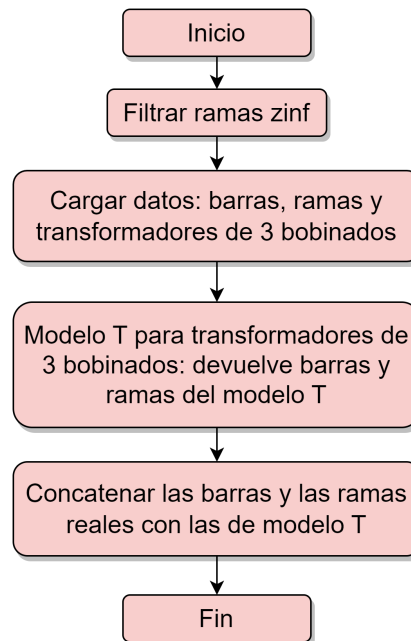 Inicio
Filtrar ramas zinf
Cargar datos: barras, ramas y
transformadores de 3 bobinados
Modelo T para transformadores de
3 bobinados: devuelve barras y
ramas del modelo T
Concatenar las barras y las ramas
reales con las de modelo T
Fin